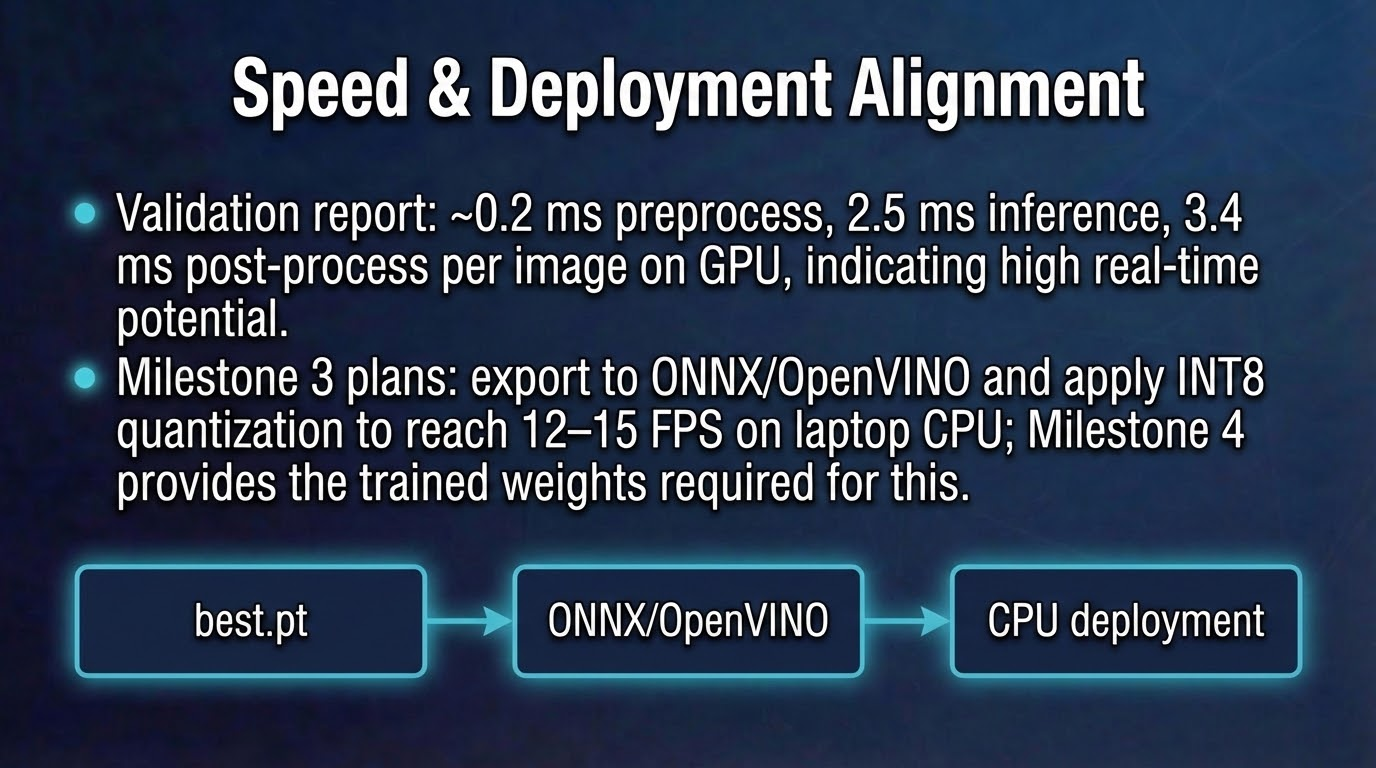 Speed & Deployment Alignment
Validation report: ~0.2 ms preprocess, 2.5 ms inference, 3.4
ms post-process per image on GPU, indicating high real-time
potential.
Milestone 3 plans: export to ONNX/OpenVINO and apply INT8
quantization to reach 12–15 FPS on laptop CPU; Milestone 4
provides the trained weights required for this.
best.pt
ONNX/OpenVINO
CPU deployment